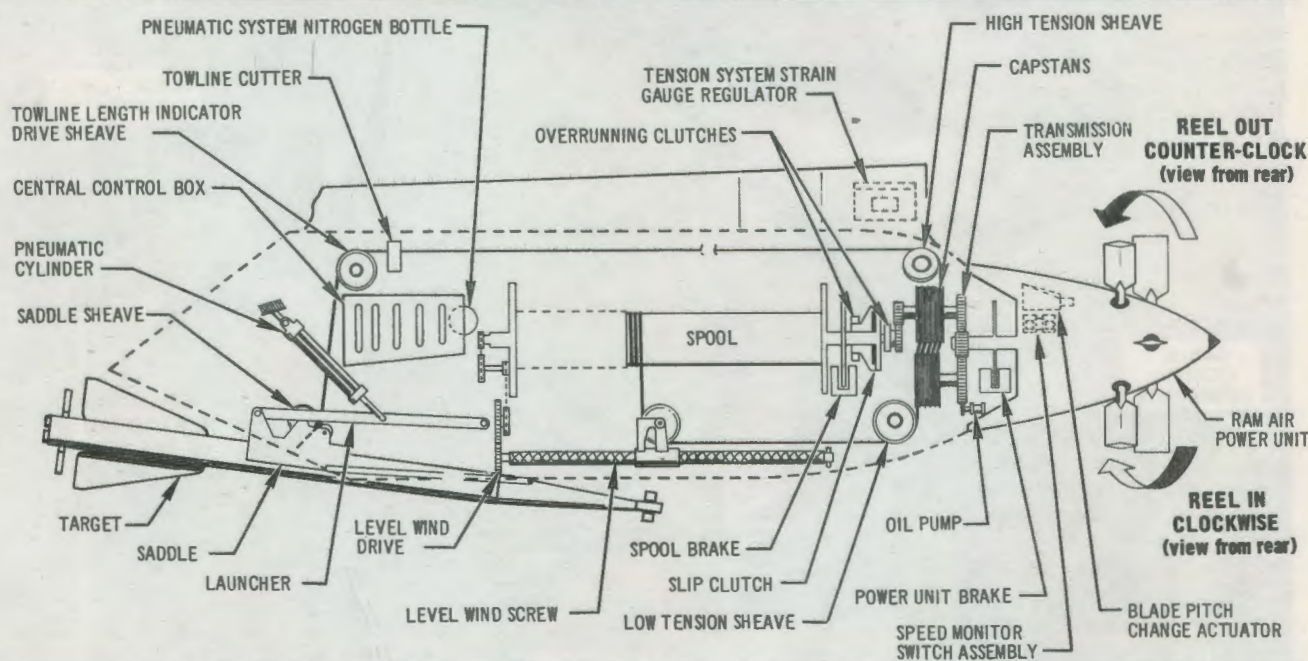 PNEUMATIC SYSTEM NITROGEN BOTTLE
HIGH TENSION SHEAVE
TOWLINE CUTTER
TENSION SYSTEM STRAIN
GAUGE REGULATOR
CAPSTANS
TOWLINE LENGTH INDICATOR
DRIVE SHEAVE
OVERRUNNING CLUTCHES
TRANSMISSION
ASSEMBLY
REEL OUT
COUNTER-CLOCK
(view from rear)
CENTRAL CONTROL BOX
PNEUMATIC
CYLINDER
SADDLE SHEAVE
SPOOL
RAM AIR
POWER UNIT
TARGET
SADDLE
LAUNCHER
LEVEL WIND
DRIVE
LEVEL WIND SCREW
SPOOL BRAKE
SLIP CLUTCH
LOW TENSION SHEAVE
OIL PUMP
POWER UNIT BRAKE
SPEED MONITOR
SWITCH ASSEMBLY
REEL IN
CLOCKWISE
(view from rear)
BLADE PITCH
CHANGE ACTUATOR